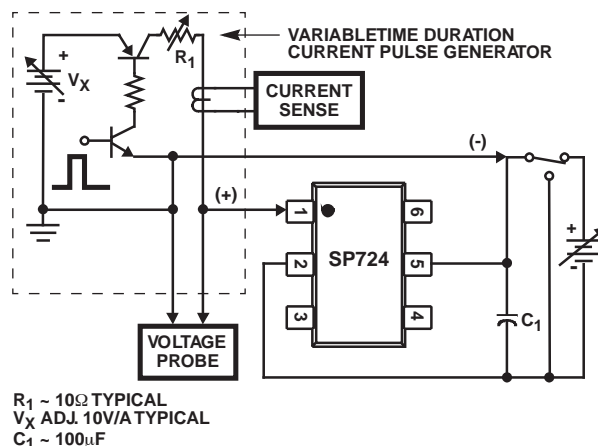 VARIABLETIME DURATION
CURRENT PULSE GENERATOR
+
R1
VX
-
CURRENT
SENSE
(-)
(+)
1
6
+
2
SP724
5
-
3
4
C1
VOLTAGE
PROBE
R1 ~ 10Ω TYPICAL
VX ADJ. 10V/A TYPICAL
C1 ~ 100μF